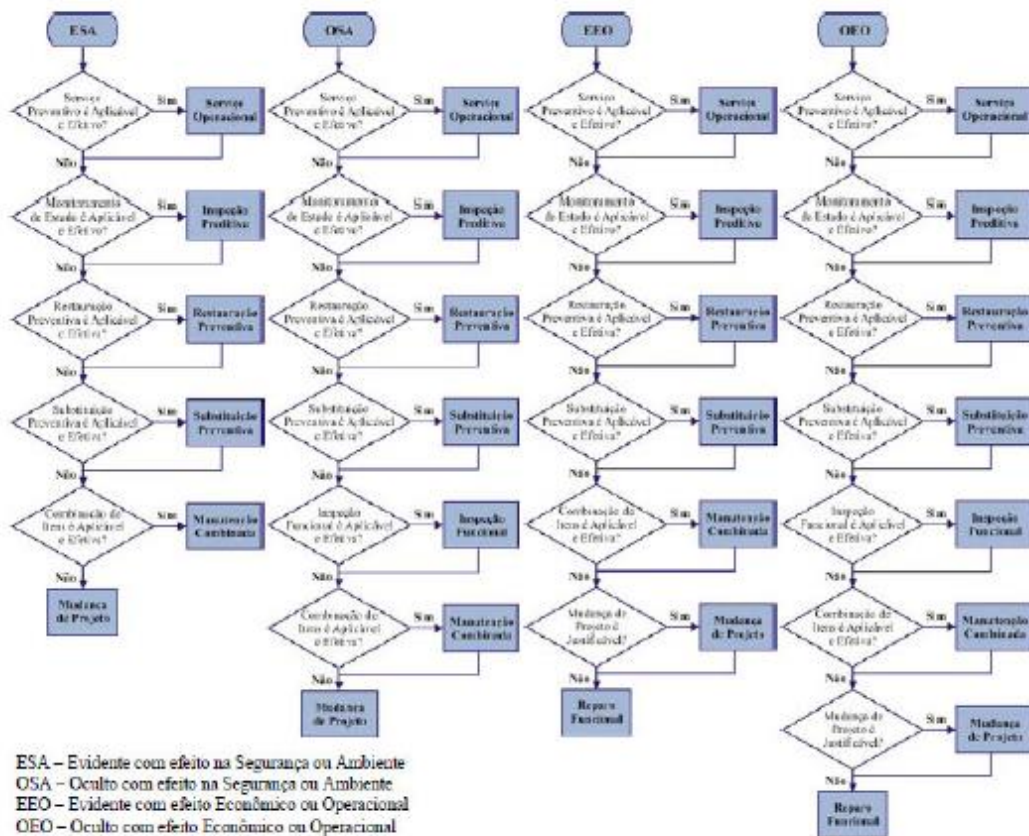 ESA
Serviço
Preventivo é Aplicável
e Efetivo?
Sim
Serviço
Operacional
Não
Monitoramento
de Estado é Aplicável
e Efetivo?
Sim
Inspeção
Preditiva
Não
Restauração
Preventiva é Aplicável
e Efetiva?
Sim
Restauração
Preventiva
Não
Substituição
Preventiva é Aplicável
e Efetiva?
Sim
Substituição
Preventiva
Não
Combinação de
Itens é Aplicável
e Efetiva?
Sim
Manutenção
Combinada
Não
Mudança
de Projeto
OSA
Serviço
Preventivo é Aplicável
e Efetivo?
Sim
Serviço
Operacional
Não
Monitoramento
de Estado é Aplicável
e Efetivo?
Sim
Inspeção
Preditiva
Não
Restauração
Preventiva é Aplicável
e Efetiva?
Sim
Restauração
Preventiva
Não
Substituição
Preventiva é Aplicável
e Efetiva?
Sim
Substituição
Preventiva
Não
Inspeção
Funcional é Aplicável
e Efetiva?
Sim
Inspeção
Funcional
Não
Combinação de
Itens é Aplicável
e Efetiva?
Sim
Manutenção
Combinada
Não
Mudança
de Projeto
EEO
Serviço
Preventivo é Aplicável
e Efetivo?
Sim
Serviço
Operacional
Não
Monitoramento
de Estado é Aplicável
e Efetivo?
Sim
Inspeção
Preditiva
Não
Restauração
Preventiva é Aplicável
e Efetiva?
Sim
Restauração
Preventiva
Não
Substituição
Preventiva é Aplicável
e Efetiva?
Sim
Substituição
Preventiva
Não
Combinação de
Itens é Aplicável
e Efetiva?
Sim
Manutenção
Combinada
Não
Mudança de
Projeto é
Justificável?
Sim
Mudança
de Projeto
Não
Reparo
Funcional
OEO
Serviço
Preventivo é Aplicável
e Efetivo?
Sim
Serviço
Operacional
Não
Monitoramento
de Estado é Aplicável
e Efetivo?
Sim
Inspeção
Preditiva
Não
Restauração
Preventiva é Aplicável
e Efetiva?
Sim
Restauração
Preventiva
Não
Substituição
Preventiva é Aplicável
e Efetiva?
Sim
Substituição
Preventiva
Não
Inspeção
Funcional é Aplicável
e Efetiva?
Sim
Inspeção
Funcional
Não
Combinação de
Itens é Aplicável
e Efetiva?
Sim
Manutenção
Combinada
Não
Mudança de
Projeto é
Justificável?
Sim
Mudança
de Projeto
Não
Reparo
Funcional
ESA – Evidente com efeito na Segurança ou Ambiente
OSA – Oculto com efeito na Segurança ou Ambiente
EEO – Evidente com efeito Econômico ou Operacional
OEO – Oculto com efeito Econômico ou Operacional